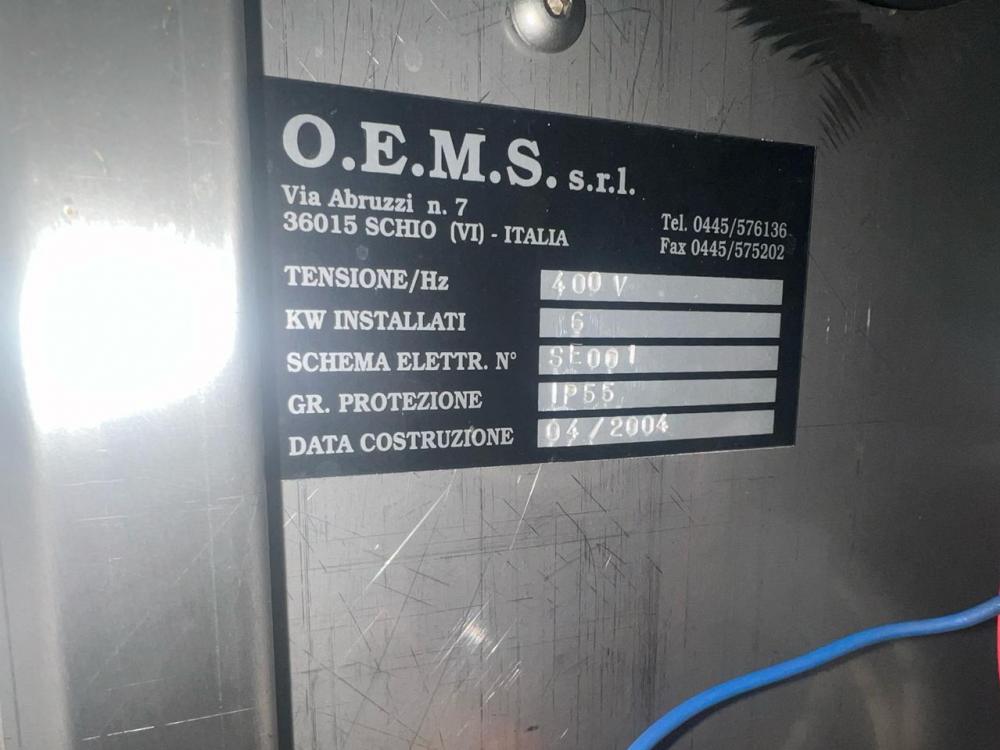 O.E.M.S. s.r.l.
Via Abruzzi n. 7
36015 SCHIO (VI) - ITALIA
Tel. 0445/576136
Fax 0445/575202
TENSIONE/Hz 400 V
KW INSTALLATI 6
SCHEMA ELETTR. N° SE001
GR. PROTEZIONE IP55
DATA COSTRUZIONE 04/2004